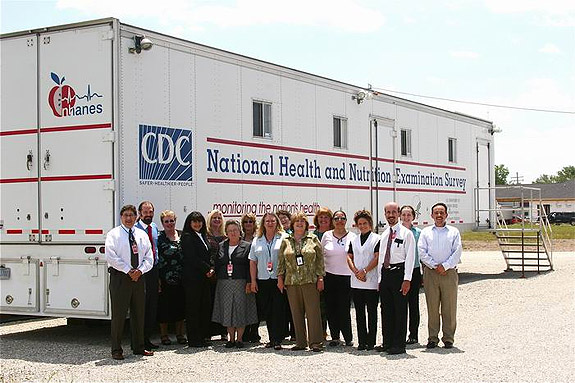 nhanes
CDC
SAFER·HEALTHIER·PEOPLE
National Health and Nutrition Examination Survey
monitoring the nation's health